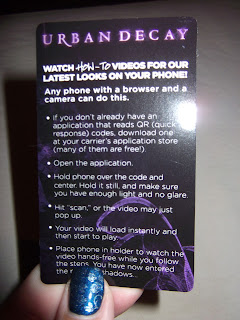 URBAN DECAY
WATCH HOW-TO VIDEOS FOR OUR
LATEST LOOKS ON YOUR PHONE!
Any phone with a browser and a
camera can do this.
• If you don't already have an
application that reads QR (quick
response) codes, download one
at your carrier's application store
(many of them are free!).
• Open the application.
• Hold phone over the code and
center. Hold it still, and make sure
you have enough light and no glare.
• Hit "scan," or the video may just
pop up.
• Your video will load instantly and
then start to play.
• Place phone in holder to watch the
video hands-free while you follow
the steps. You have now entered
the shadows...